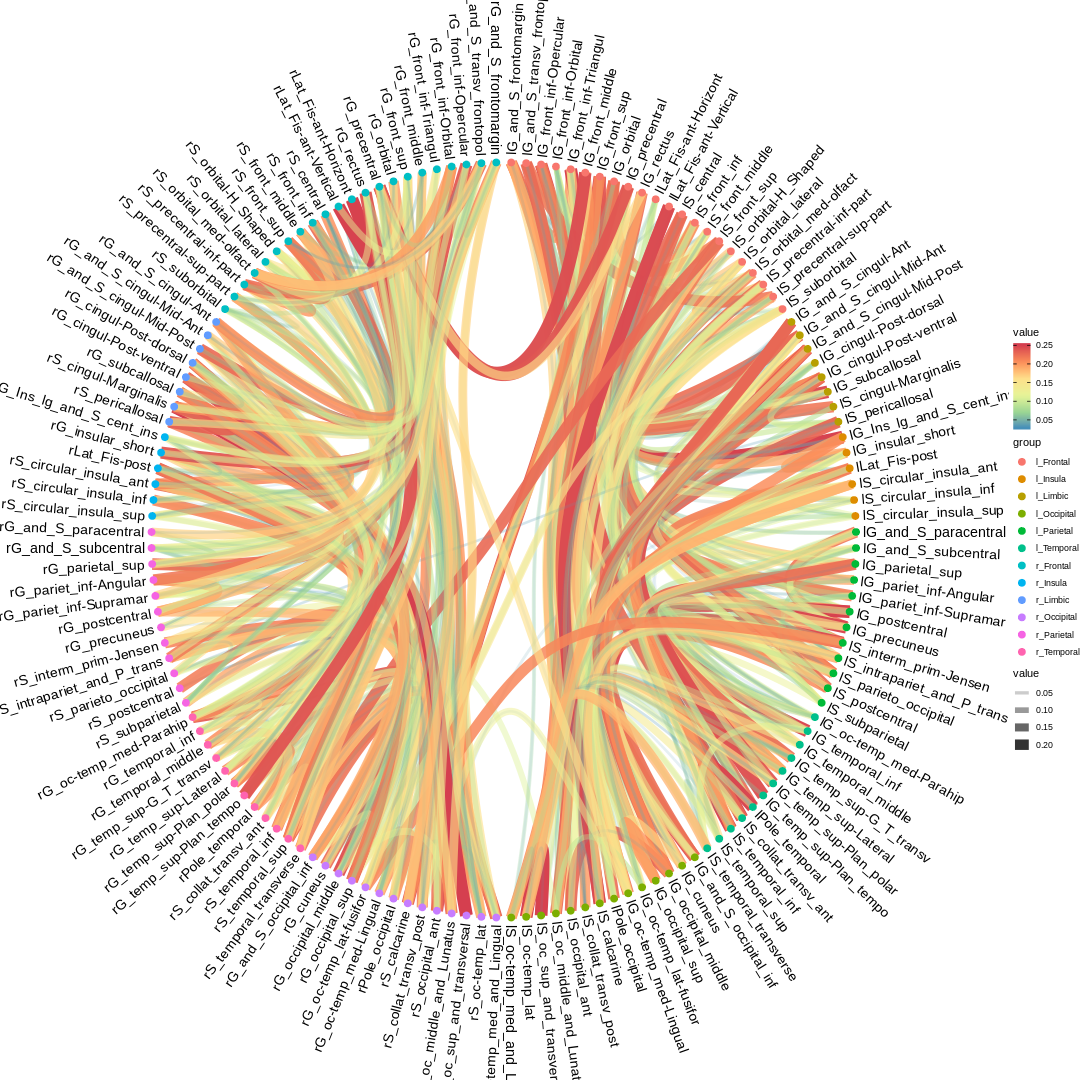 lG_and_S_frontomargin
lG_and_S_transv_frontop
lG_front_inf-Opercular
lG_front_inf-Orbital
lG_front_inf-Triangul
lG_front_middle
lG_front_sup
lG_orbital
lG_precentral
lG_rectus
lLat_Fis-ant-Horizont
lLat_Fis-ant-Vertical
lS_central
lS_front_inf
lS_front_middle
lS_front_sup
lS_orbital-H_Shaped
lS_orbital_lateral
lS_orbital_med-olfact
lS_precentral-inf-part
lS_precentral-sup-part
lS_suborbital
lG_and_S_cingul-Ant
lG_and_S_cingul-Mid-Ant
lG_and_S_cingul-Mid-Post
lG_cingul-Post-dorsal
lG_cingul-Post-ventral
lG_subcallosal
lS_cingul-Marginalis
lS_pericallosal
lG_Ins_lg_and_S_cent_in
lG_insular_short
lLat_Fis-post
lS_circular_insula_ant
lS_circular_insula_inf
lS_circular_insula_sup
lG_and_S_paracentral
lG_and_S_subcentral
lG_parietal_sup
lG_pariet_inf-Angular
lG_pariet_inf-Supramar
lG_postcentral
lG_precuneus
lS_interm_prim-Jensen
lS_intrapariet_and_P_trans
lS_parieto_occipital
lS_postcentral
lS_subparietal
lG_oc-temp_med-Parahip
lG_temporal_inf
lG_temporal_middle
lG_temp_sup-G_T_transv
lG_temp_sup-Lateral
lG_temp_sup-Plan_polar
lG_temp_sup-Plan_tempo
lPole_temporal
lS_collat_transv_ant
lS_temporal_inf
lS_temporal_sup
lS_temporal_transverse
lG_and_S_occipital_inf
lG_cuneus
lG_occipital_middle
lG_occipital_sup
lG_oc-temp_lat-fusifor
lG_oc-temp_med-Lingual
lPole_occipital
lS_calcarine
lS_collat_transv_post
lS_occipital_ant
lS_oc_middle_and_Lunat
lS_oc_sup_and_transver
lS_oc-temp_lat
lS_oc-temp_med_and_L
temp_med_and_Lingual
rS_oc-temp_lat
oc_sup_and_transversal
oc_middle_and_Lunatus
rS_occipital_ant
rS_collat_transv_post
rS_calcarine
rPole_occipital
rG_oc-temp_med-Lingual
rG_oc-temp_lat-fusifor
rG_occipital_sup
rG_occipital_middle
rG_cuneus
rG_and_S_occipital_inf
rS_temporal_transverse
rS_temporal_sup
rS_temporal_inf
rS_collat_transv_ant
rPole_temporal
rG_temp_sup-Plan_tempo
rG_temp_sup-Plan_polar
rG_temp_sup-Lateral
rG_temp_sup-G_T_transv
rG_temporal_middle
rG_temporal_inf
rG_oc-temp_med-Parahip
rS_subparietal
rS_postcentral
rS_parieto_occipital
rS_intrapariet_and_P_trans
rS_interm_prim-Jensen
rG_precuneus
rG_postcentral
rG_pariet_inf-Supramar
rG_pariet_inf-Angular
rG_parietal_sup
rG_and_S_subcentral
rG_and_S_paracentral
rS_circular_insula_sup
rS_circular_insula_inf
rS_circular_insula_ant
rLat_Fis-post
rG_insular_short
G_Ins_lg_and_S_cent_ins
rS_pericallosal
rS_cingul-Marginalis
rG_subcallosal
rG_cingul-Post-ventral
rG_cingul-Post-dorsal
rG_and_S_cingul-Mid-Post
rG_and_S_cingul-Mid-Ant
rG_and_S_cingul-Ant
rS_suborbital
rS_precentral-sup-part
rS_precentral-inf-part
rS_orbital_med-olfact
rS_orbital_lateral
rS_orbital-H_Shaped
rS_front_sup
rS_front_middle
rS_front_inf
rS_central
rLat_Fis-ant-Vertical
rLat_Fis-ant-Horizont
rG_rectus
rG_precentral
rG_orbital
rG_front_sup
rG_front_middle
rG_front_inf-Triangul
rG_front_inf-Orbital
rG_front_inf-Opercular
and_S_transv_frontopol
rG_and_S_frontomargin
value
0.25
0.20
0.15
0.10
0.05
group
l_Frontal
l_Insula
l_Limbic
l_Occipital
l_Parietal
l_Temporal
r_Frontal
r_Insula
r_Limbic
r_Occipital
r_Parietal
r_Temporal
value
0.05
0.10
0.15
0.20